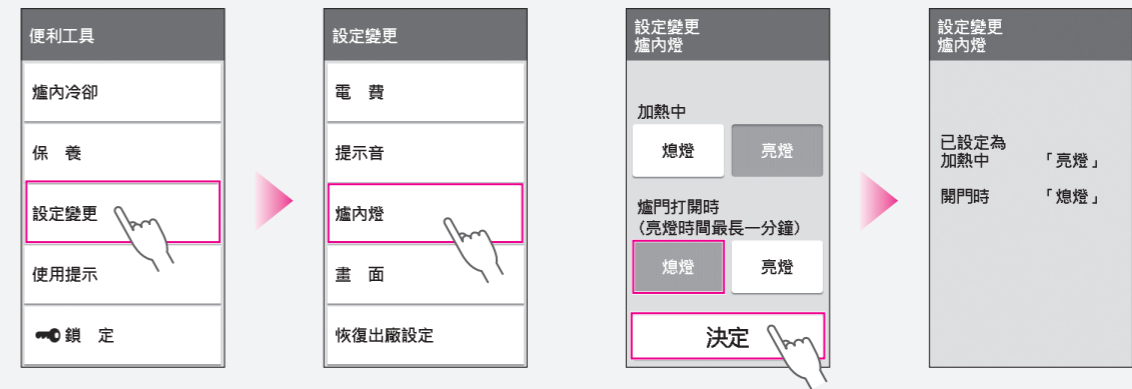 便利工具
爐內冷卻
保　養
設定變更
使用提示
鎖　定
設定變更
電　費
提示音
爐內燈
畫　面
恢復出廠設定
設定變更
爐內燈
加熱中
熄燈
亮燈
爐門打開時
（亮燈時間最長一分鐘）
熄燈
亮燈
決定
設定變更
爐內燈
已設定為
加熱中　「亮燈」
開門時　「熄燈」